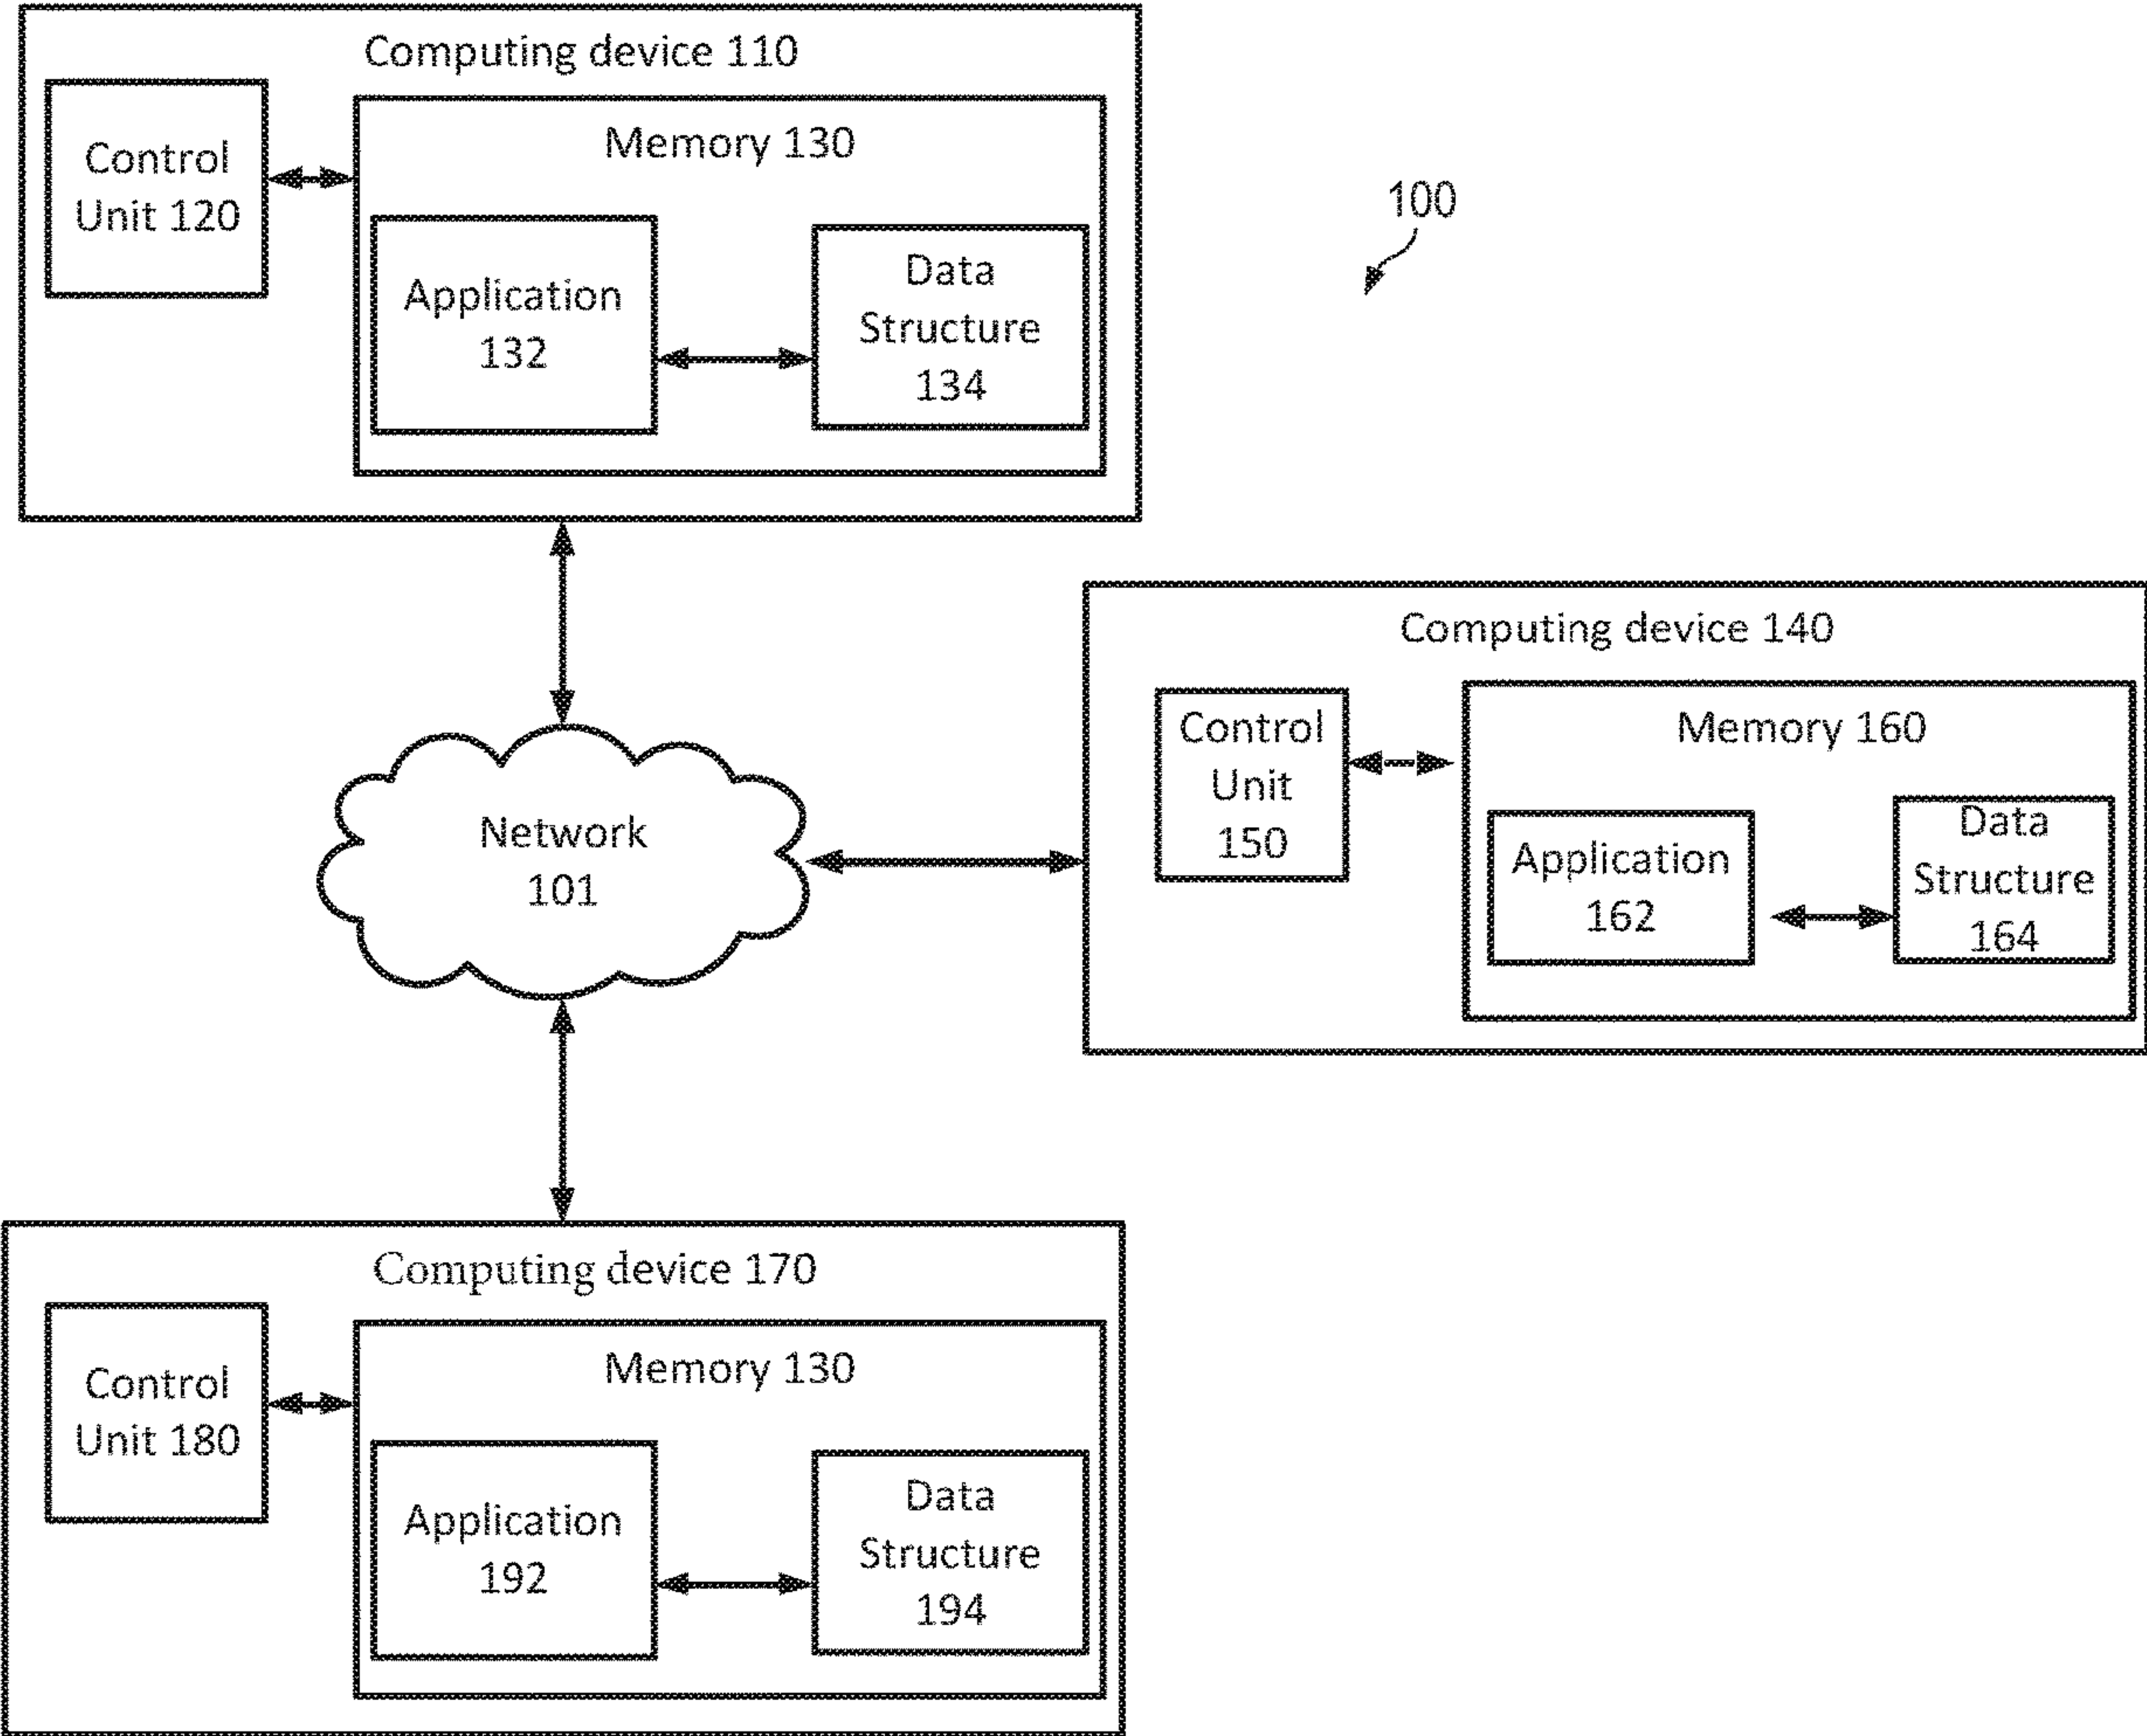 Computing device 110
Control
Unit 120
Memory 130
Application
132
Data
Structure
134
100
Network
101
Computing device 140
Control
Unit
150
Memory 160
Application
162
Data
Structure
164
Computing device 170
Control
Unit 180
Memory 130
Application
192
Data
Structure
194